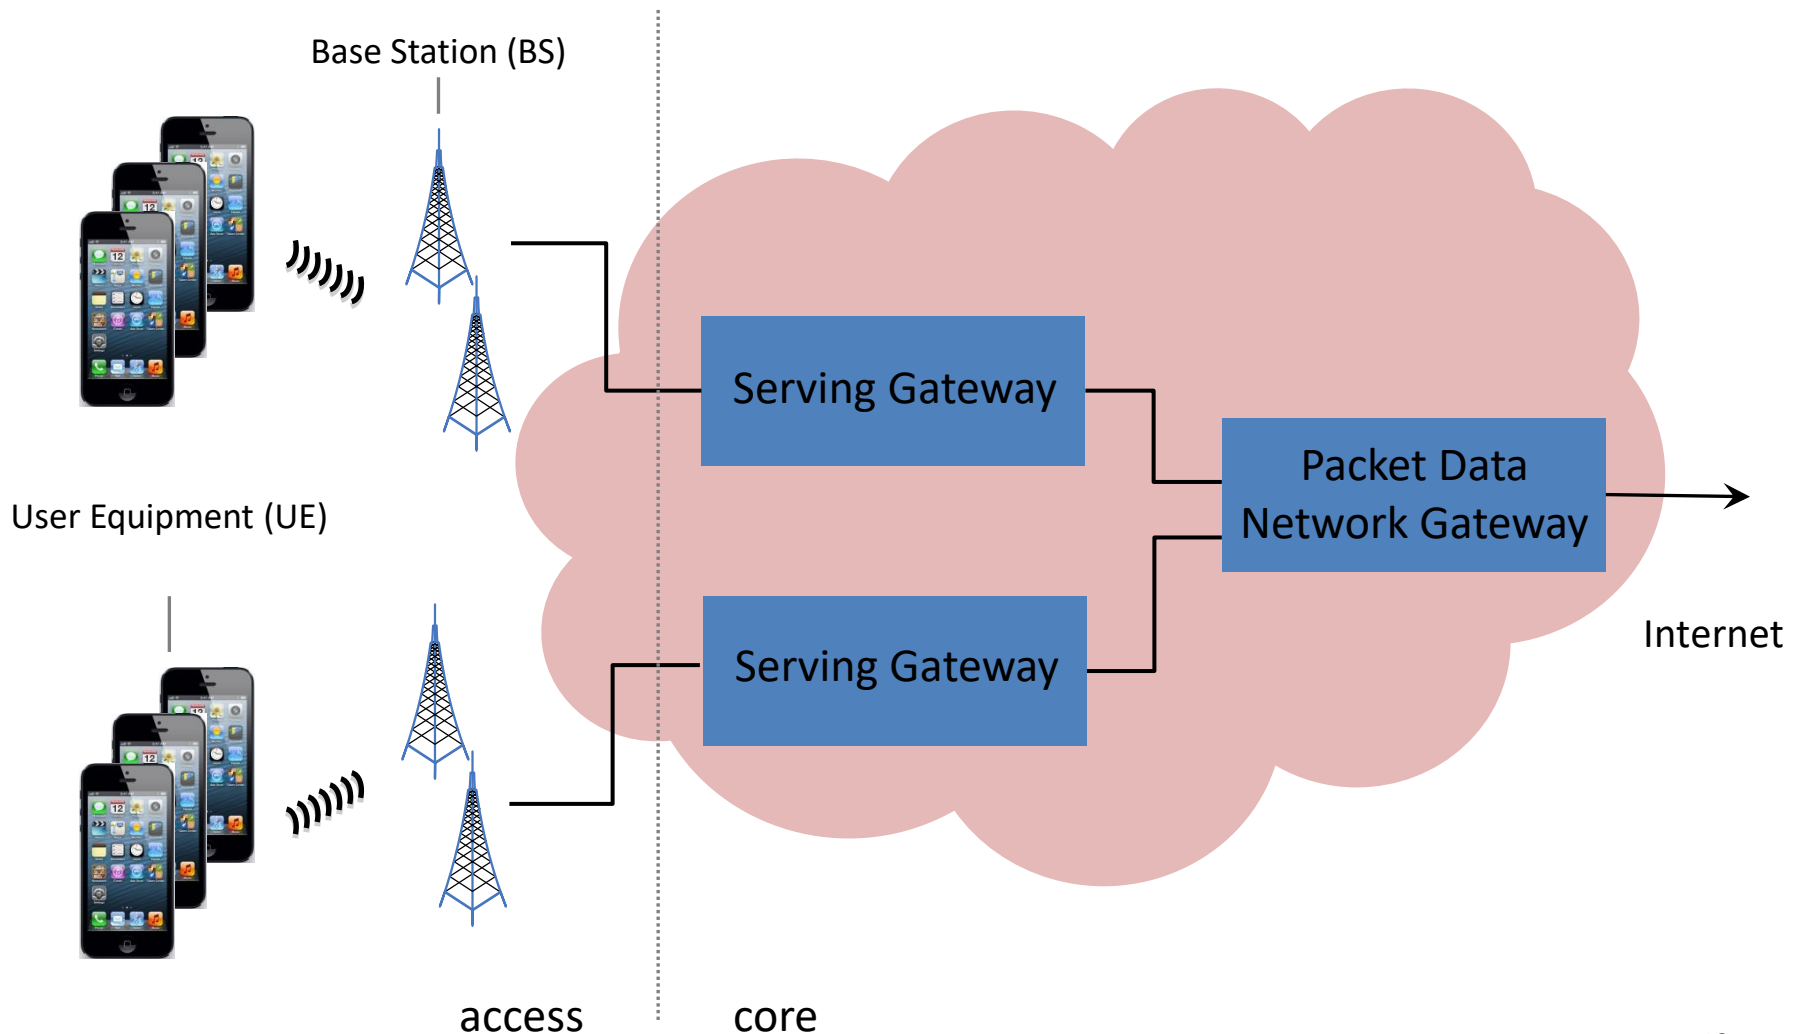 Base Station (BS)
Serving Gateway
Packet Data
Network Gateway
User Equipment (UE)
Internet
Serving Gateway
access
core